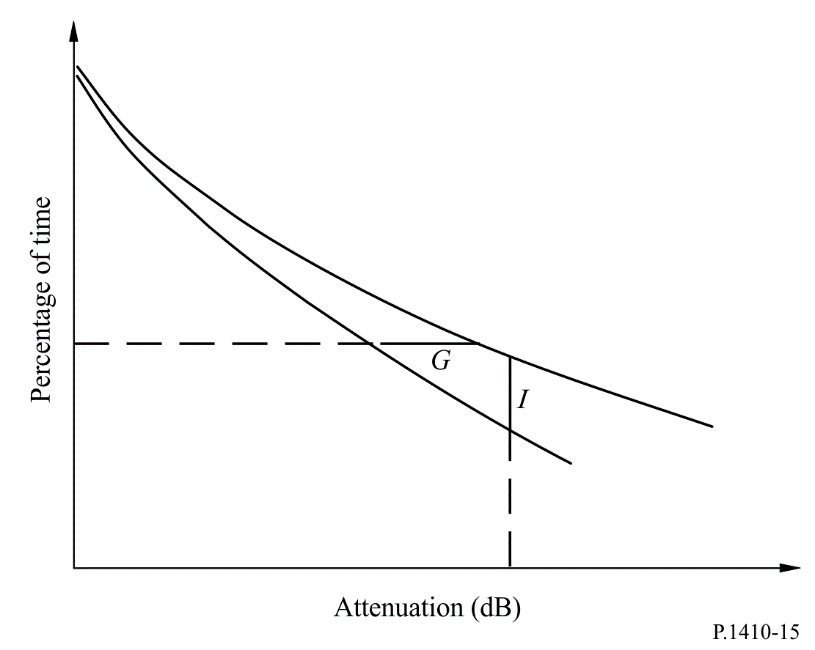 Percentage of time
G
I
Attenuation (dB)
P.1410-15